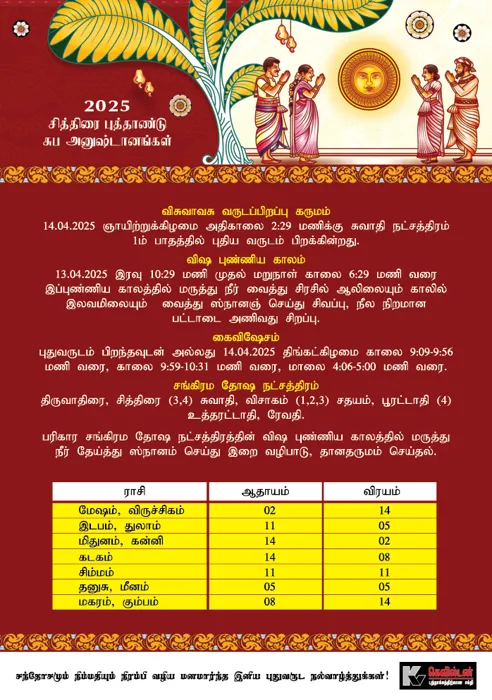 2025
சித்திரை புத்தாண்டு
சுப அனுஷ்டானங்கள்
விசுவாவசு வருடப்பிறப்பு கருமம்
14.04.2025 ஞாயிற்றுக்கிழமை அதிகாலை 2:29 மணிக்கு சுவாதி நட்சத்திரம்
1ம் பாதத்தில் புதிய வருடம் பிறக்கின்றது.
விஷ புண்ணிய காலம்
13.04.2025 இரவு 10:29 மணி முதல் மறுநாள் காலை 6:29 மணி வரை
இப்புண்ணிய காலத்தில் மருத்து நீர் வைத்து சிரசில் ஆலிலையும் காலில்
இலவமிலையும் வைத்து ஸ்நானஞ் செய்து சிவப்பு, நீல நிறமான
பட்டாடை அணிவது சிறப்பு.
கைவிஷேசம்
புதுவருடம் பிறந்தவுடன் அல்லது 14.04.2025 திங்கட்கிழமை காலை 9:09-9:56
மணி வரை, காலை 9:59-10:31 மணி வரை, மாலை 4:06-5:00 மணி வரை.
சங்கிரம தோஷ நட்சத்திரம்
திருவாதிரை, சித்திரை (3,4) சுவாதி, விசாகம் (1,2,3) சதயம், பூரட்டாதி (4)
உத்தரட்டாதி, ரேவதி.
பரிகார சங்கிரம தோஷ நட்சத்திரத்தின் விஷ புண்ணிய காலத்தில் மருத்து
நீர் தேய்த்து ஸ்நானம் செய்து இறை வழிபாடு, தானதருமம் செய்தல்.
ராசி ஆதாயம் விரயம்
மேஷம், விருச்சிகம் 02 14
இடபம், துலாம் 11 05
மிதுனம், கன்னி 14 02
கடகம் 14 08
சிம்மம் 11 11
தனுசு, மீனம் 05 05
மகரம், கும்பம் 08 14
சந்தோசமும் நிம்மதியும் நிரம்பி வழிய மனமார்ந்த இனிய புதுவருட நல்வாழ்த்துக்கள்!
K கெவிஸ்டன்